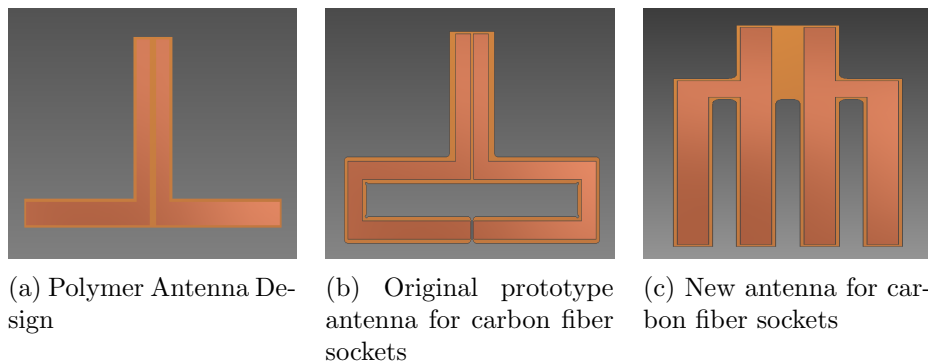 (a) Polymer Antenna De-
sign
(b) Original prototype
antenna for carbon fiber
sockets
(c) New antenna for car-
bon fiber sockets